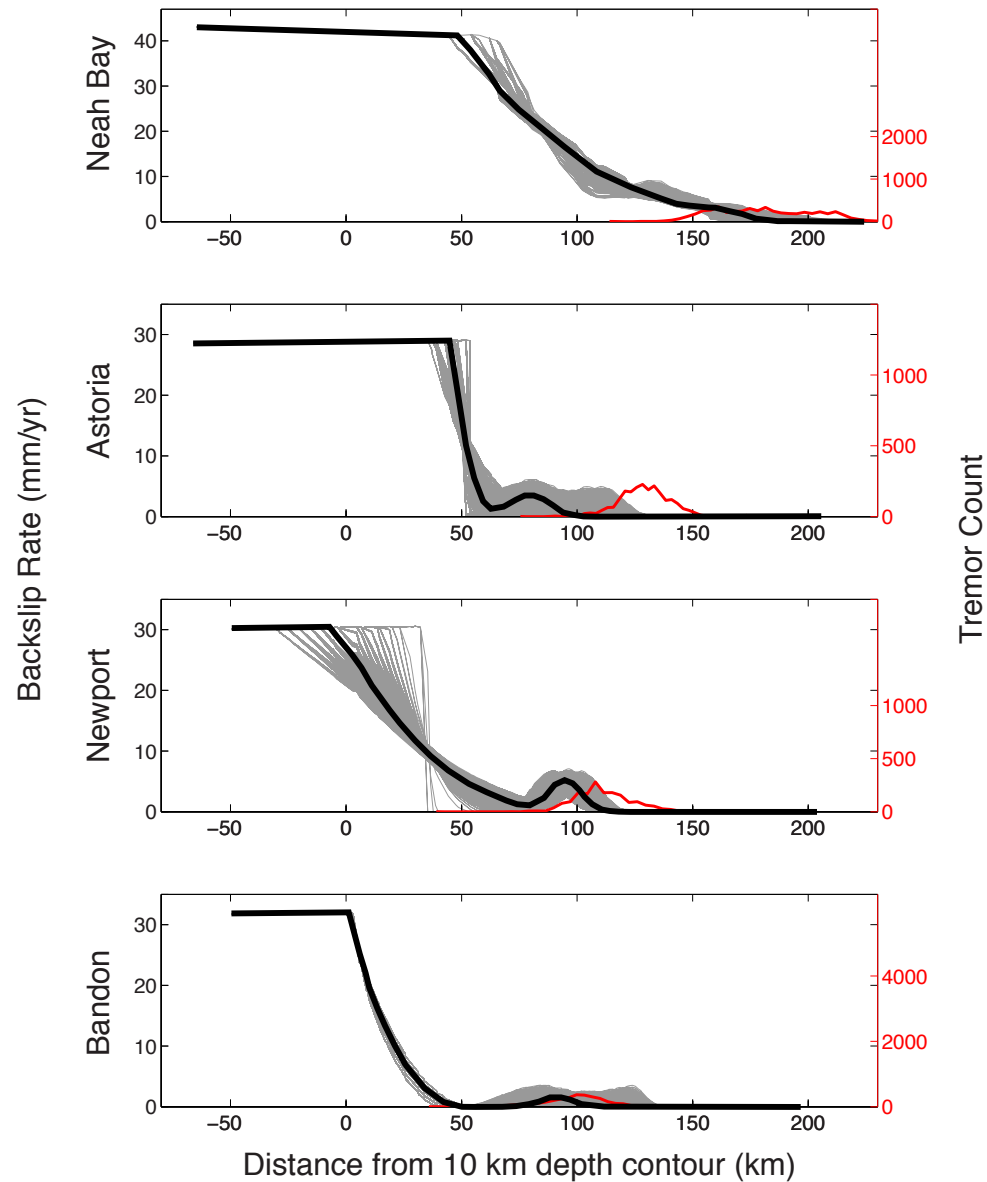 Backslip Rate (mm/yr)
Tremor Count
Neah Bay
40
30
20
10
0
2000
1000
0
−50 0 50 100 150 200
Astoria
30
20
10
0
1000
500
0
−50 0 50 100 150 200
Newport
30
20
10
0
1000
500
0
−50 0 50 100 150 200
Bandon
30
20
10
0
4000
2000
0
−50 0 50 100 150 200
Distance from 10 km depth contour (km)